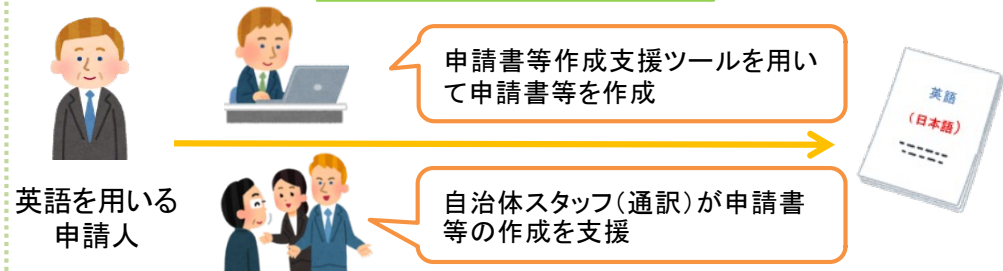 申請書等作成支援ツールを用い
て申請書等を作成
英語
(日本語)
英語を用いる
申請人
自治体スタッフ(通訳)が申請書
等の作成を支援